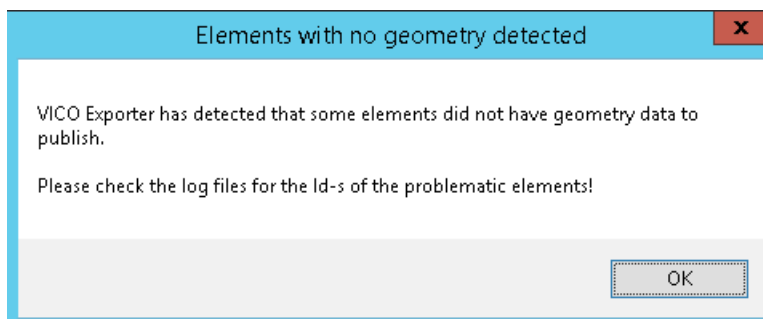 Elements with no geometry detected
x
VICO Exporter has detected that some elements did not have geometry data to
publish.
Please check the log files for the Id-s of the problematic elements!
OK